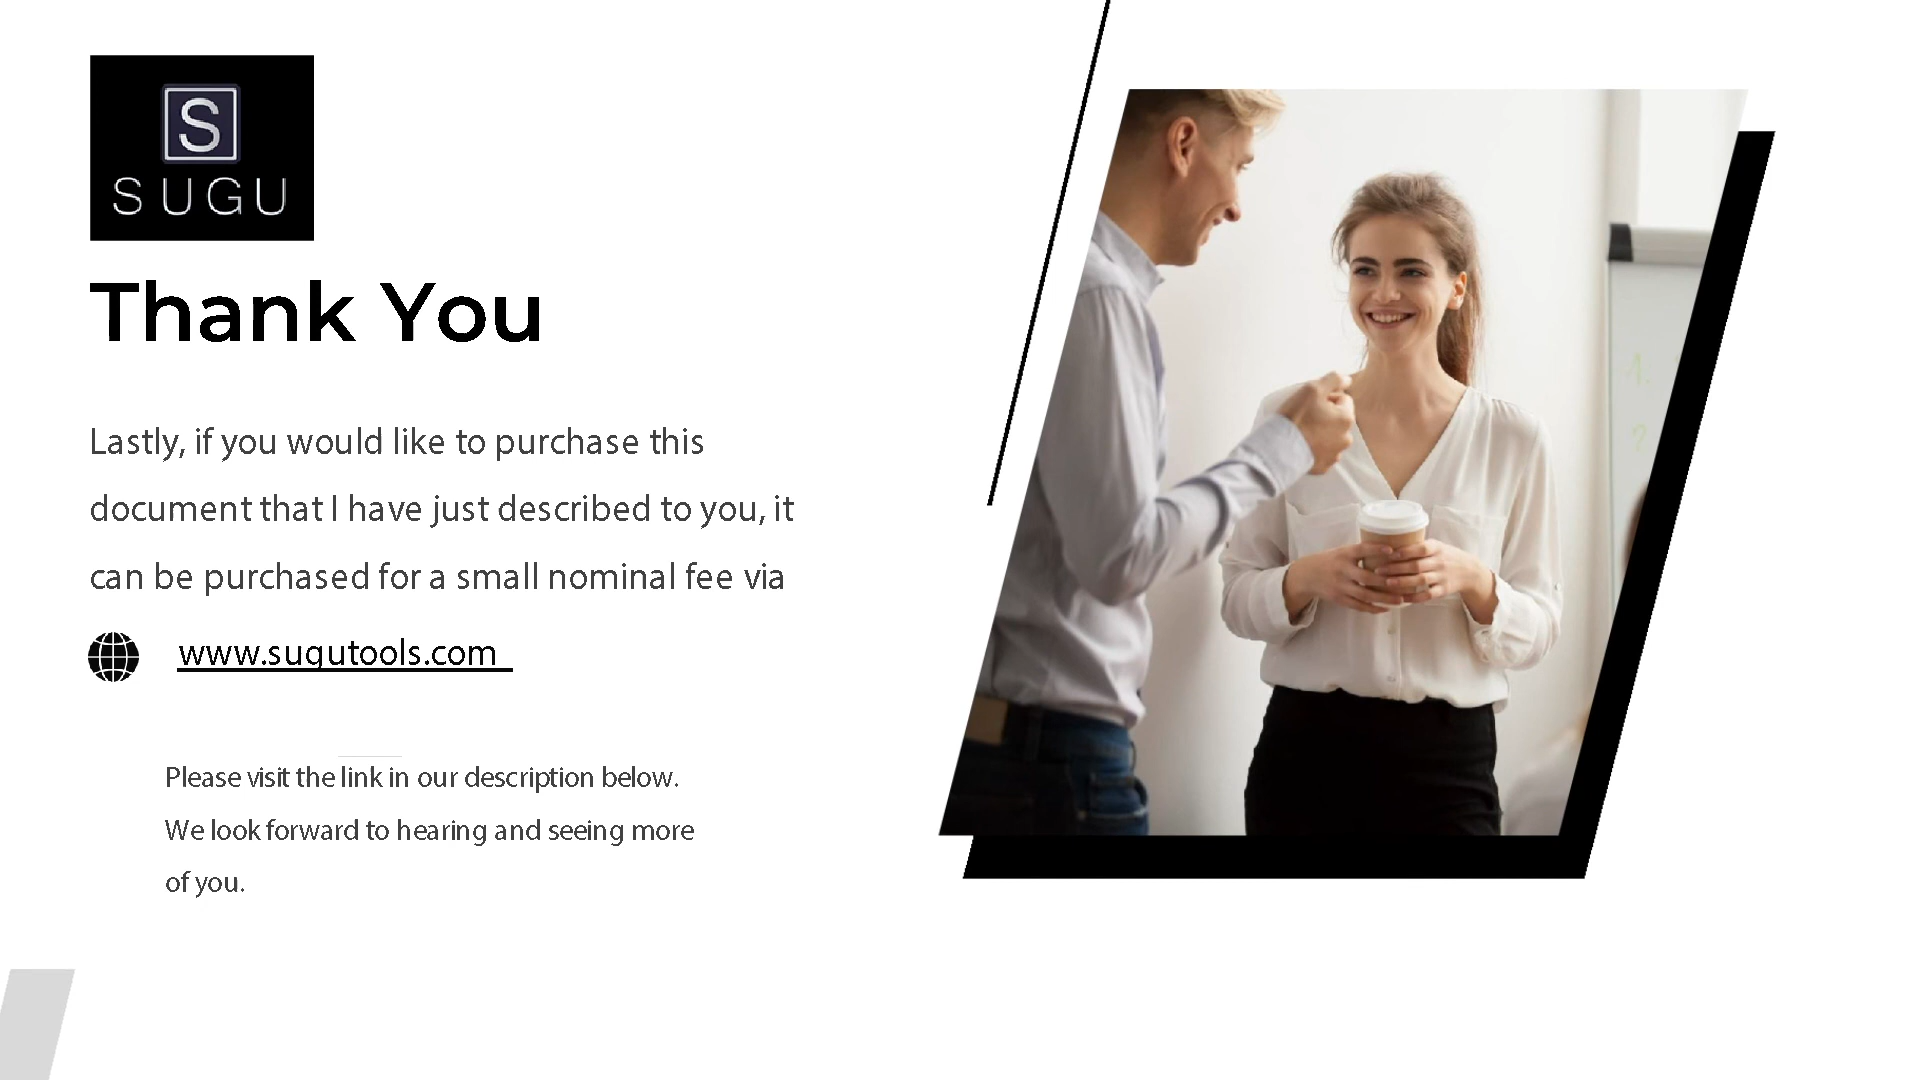 S
SUGU
Thank You
Lastly, if you would like to purchase this
document that I have just described to you, it
can be purchased for a small nominal fee via
www.sugutools.com
Please visit the link in our description below.
We look forward to hearing and seeing more
of you.
1.
?